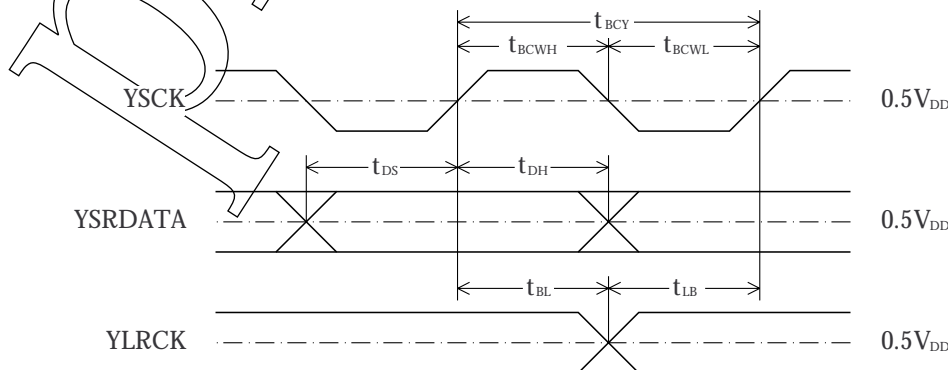 tBCY
tBCWH tBCWL
YSCK 0.5VDD
tDS tDH
YSRDATA 0.5VDD
tBL tLB
YLRCK 0.5VDD